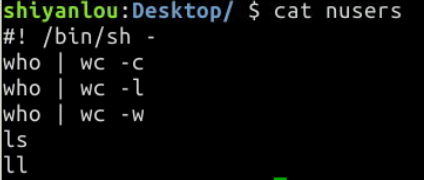 shiyanlou:Desktop/ $ cat nusers
#! /bin/sh -
who | wc -c
who | wc -l
who | wc -w
ls
ll